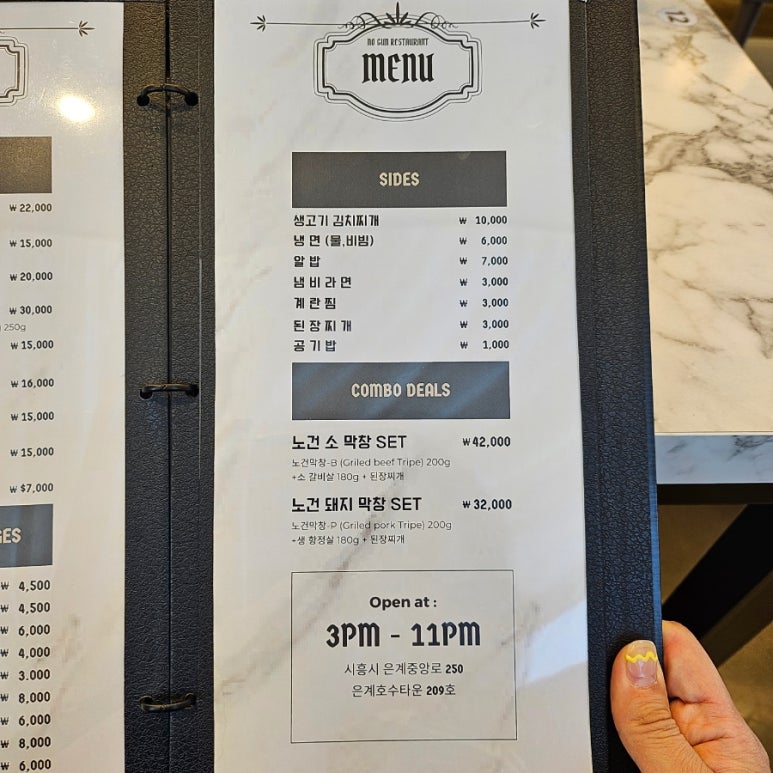 ₩ 22,000
₩ 15,000
₩ 20,000
₩ 30,000
) 250g
₩ 15,000
₩ 16,000
₩ 15,000
₩ 15,000
₩ $7,000
GES
₩ 4,500
₩ 4,500
₩ 6,000
₩ 4,000
₩ 3.000
₩ 8,000
₩ 6,000
₩ 8,000
₩ 6,000
NO GUN RESTAURANT
MENU
SIDES
생고기 김치찌개 ₩ 10,000
냉 면 (물,비빔) ₩ 6,000
알 밥 ₩ 7,000
냄 비 라 면 ₩ 3,000
계 란 찜 ₩ 3,000
된 장 찌 개 ₩ 3,000
공 기 밥 ₩ 1,000
COMBO DEALS
노건 소 막창 SET ₩42,000
노건막창-B (Griled beef Tripe) 200g
+소 갈비살 180g + 된장찌개
노건 돼지 막창 SET ₩ 32,000
노건막창-P (Griled pork Tripe) 200g
+생 항정살 180g + 된장찌개
Open at :
3PM - 11PM
시흥시 은계중앙로 250
은계호수타운 209호
12